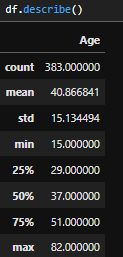 df.describe()
Age
count 383.000000
mean 40.866841
std 15.134494
min 15.000000
25% 29.000000
50% 37.000000
75% 51.000000
max 82.000000